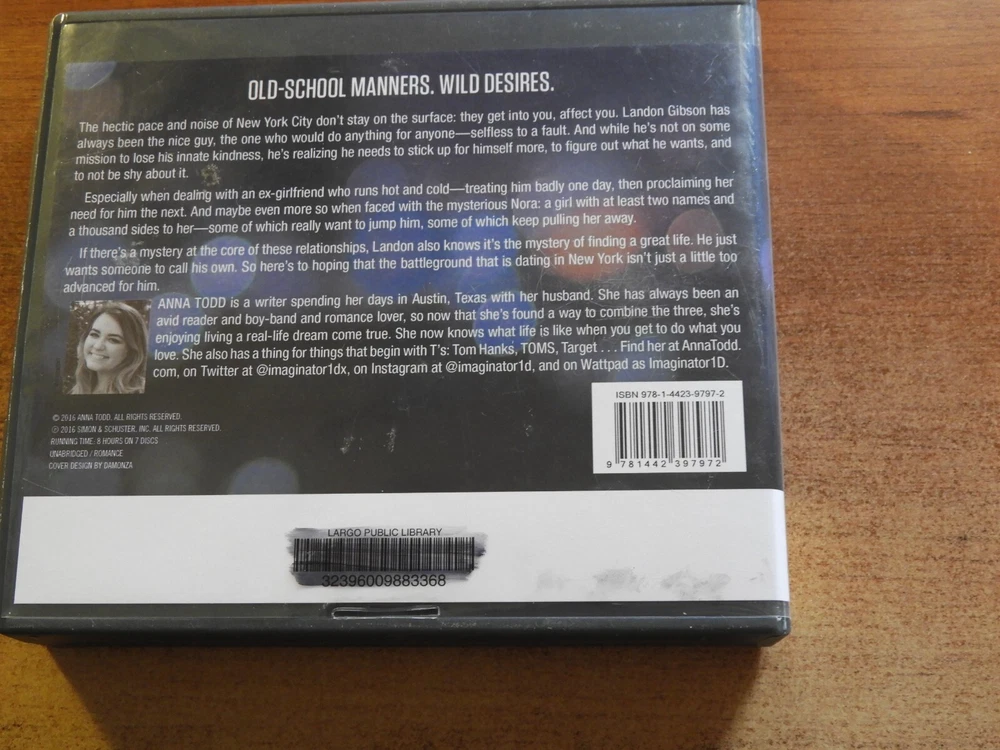 OLD-SCHOOL MANNERS. WILD DESIRES.
The hectic pace and noise of New York City don't stay on the surface: they get into you, affect you. Landon Gibson has
always been the nice guy, the one who would do anything for anyone—selfless to a fault. And while he's not on some
mission to lose his innate kindness, he's realizing he needs to stick up for himself more, to figure out what he wants, and
to not be shy about it.
Especially when dealing with an ex-girlfriend who runs hot and cold—treating him badly one day, then proclaiming her
need for him the next. And maybe even more so when faced with the mysterious Nora: a girl with at least two names and
a thousand sides to her—some of which really want to jump him, some of which keep pulling her away.
If there's a mystery at the core of these relationships, Landon also knows it's the mystery of finding a great life. He just
wants someone to call his own. So here's to hoping that the battleground that is dating in New York isn't just a little too
advanced for him.
ANNA TODD is a writer spending her days in Austin, Texas with her husband. She has always been an
avid reader and boy-band and romance lover, so now that she's found a way to combine the three, she's
enjoying living a real-life dream come true. She now knows what life is like when you get to do what you
love. She also has a thing for things that begin with T's: Tom Hanks, TOMS, Target . . . Find her at AnnaTodd.
com, on Twitter at @imaginator1dx, on Instagram at @imaginator1d, and on Wattpad as Imaginator1D.
© 2016 ANNA TODD. ALL RIGHTS RESERVED.
℗ 2016 SIMON & SCHUSTER, INC. ALL RIGHTS RESERVED.
RUNNING TIME: 8 HOURS ON 7 DISCS
UNABRIDGED / ROMANCE
COVER DESIGN BY DAMONZA
ISBN 978-1-4423-9797-2
9 781442 397972
LARGO PUBLIC LIBRARY
32396009883368